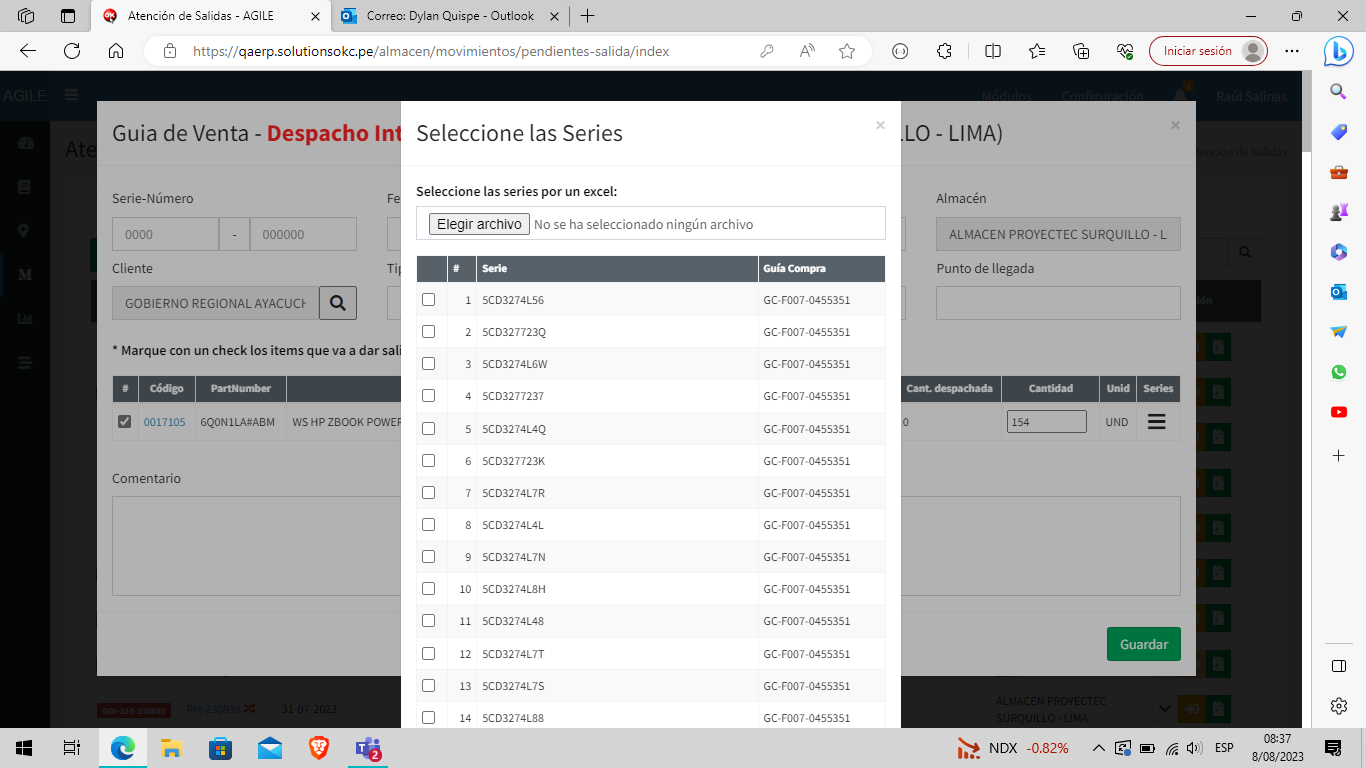 Atención de Salidas - AGILE
Correo: Dylan Quispe - Outlook
https://qaerp.solutionsokc.pe/almacen/movimientos/pendientes-salida/index
Iniciar sesión
AGILE
Módulos
Configuración
Raúl Salinas
Guia de Venta - Despacho Int
LLO - LIMA)
Seleccione las Series
Serie-Número
0000 - 000000
Cliente
GOBIERNO REGIONAL AYACUCH
Almacén
ALMACEN PROYECTEC SURQUILLO - L
Punto de llegada
* Marque con un check los items que va a dar sali
# Código PartNumber
Cant. despachada Cantidad Unid Series
0017105 6Q0N1LA#ABM WS HP ZBOOK POWER
0 154 UND
Comentario
Guardar
Seleccione las series por un excel:
Elegir archivo No se ha seleccionado ningún archivo
# Serie Guía Compra
1 5CD3274L56 GC-F007-0455351
2 5CD327723Q GC-F007-0455351
3 5CD3274L6W GC-F007-0455351
4 5CD3277237 GC-F007-0455351
5 5CD3274L4Q GC-F007-0455351
6 5CD327723K GC-F007-0455351
7 5CD3274L7R GC-F007-0455351
8 5CD3274L4L GC-F007-0455351
9 5CD3274L7N GC-F007-0455351
10 5CD3274L8H GC-F007-0455351
11 5CD3274L48 GC-F007-0455351
12 5CD3274L7T GC-F007-0455351
13 5CD3274L7S GC-F007-0455351
14 5CD3274L88 GC-F007-0455351
RM-230938 31-07-2023
ALMACEN PROYECTEC
SURQUILLO - LIMA
NDX -0.82%
ESP
08:37
8/08/2023
2